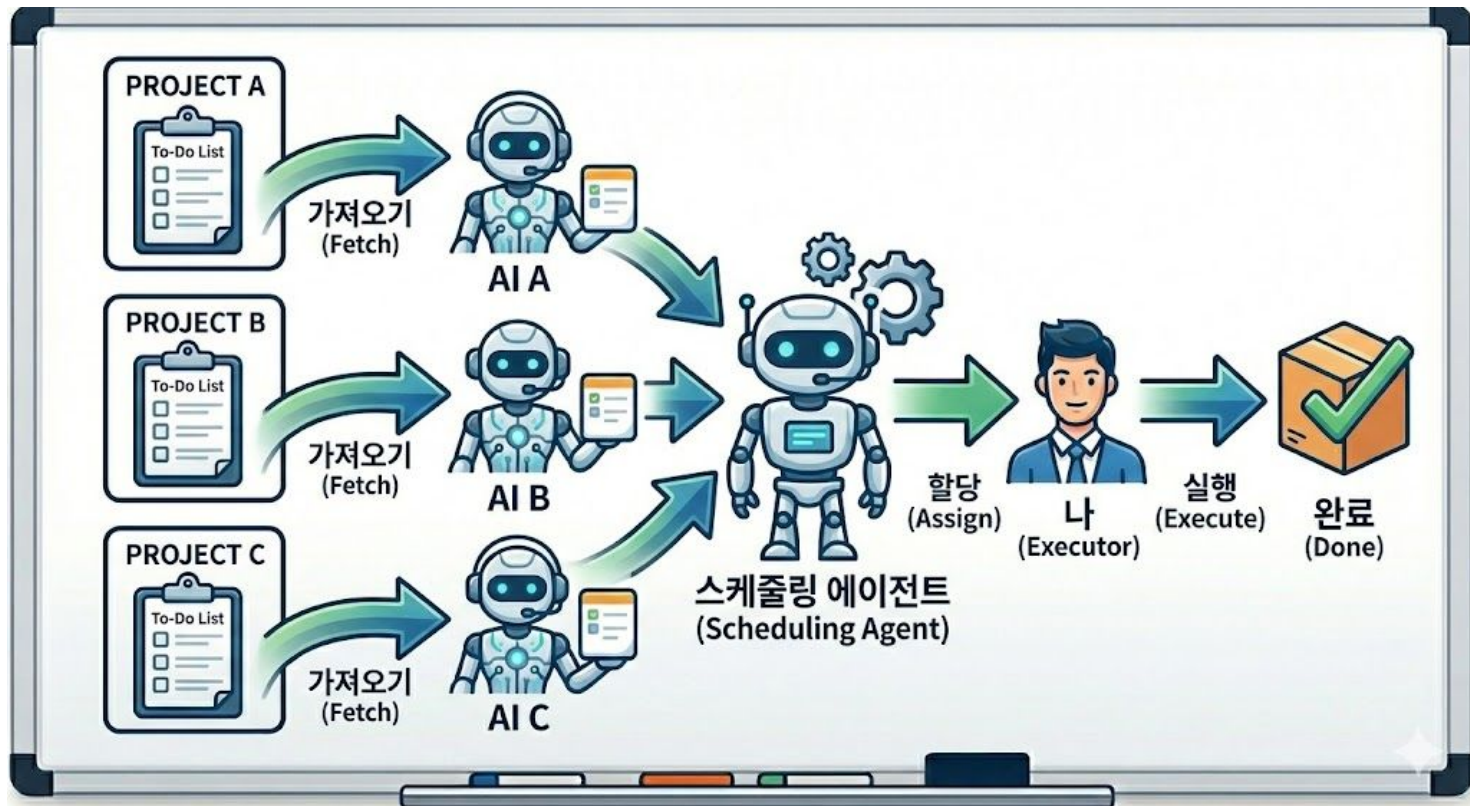 PROJECT A
To-Do List
가져오기
(Fetch)
AI A
PROJECT B
To-Do List
가져오기
(Fetch)
AI B
PROJECT C
To-Do List
가져오기
(Fetch)
AI C
스케줄링 에이전트
(Scheduling Agent)
할당
(Assign)
나
(Executor)
실행
(Execute)
완료
(Done)